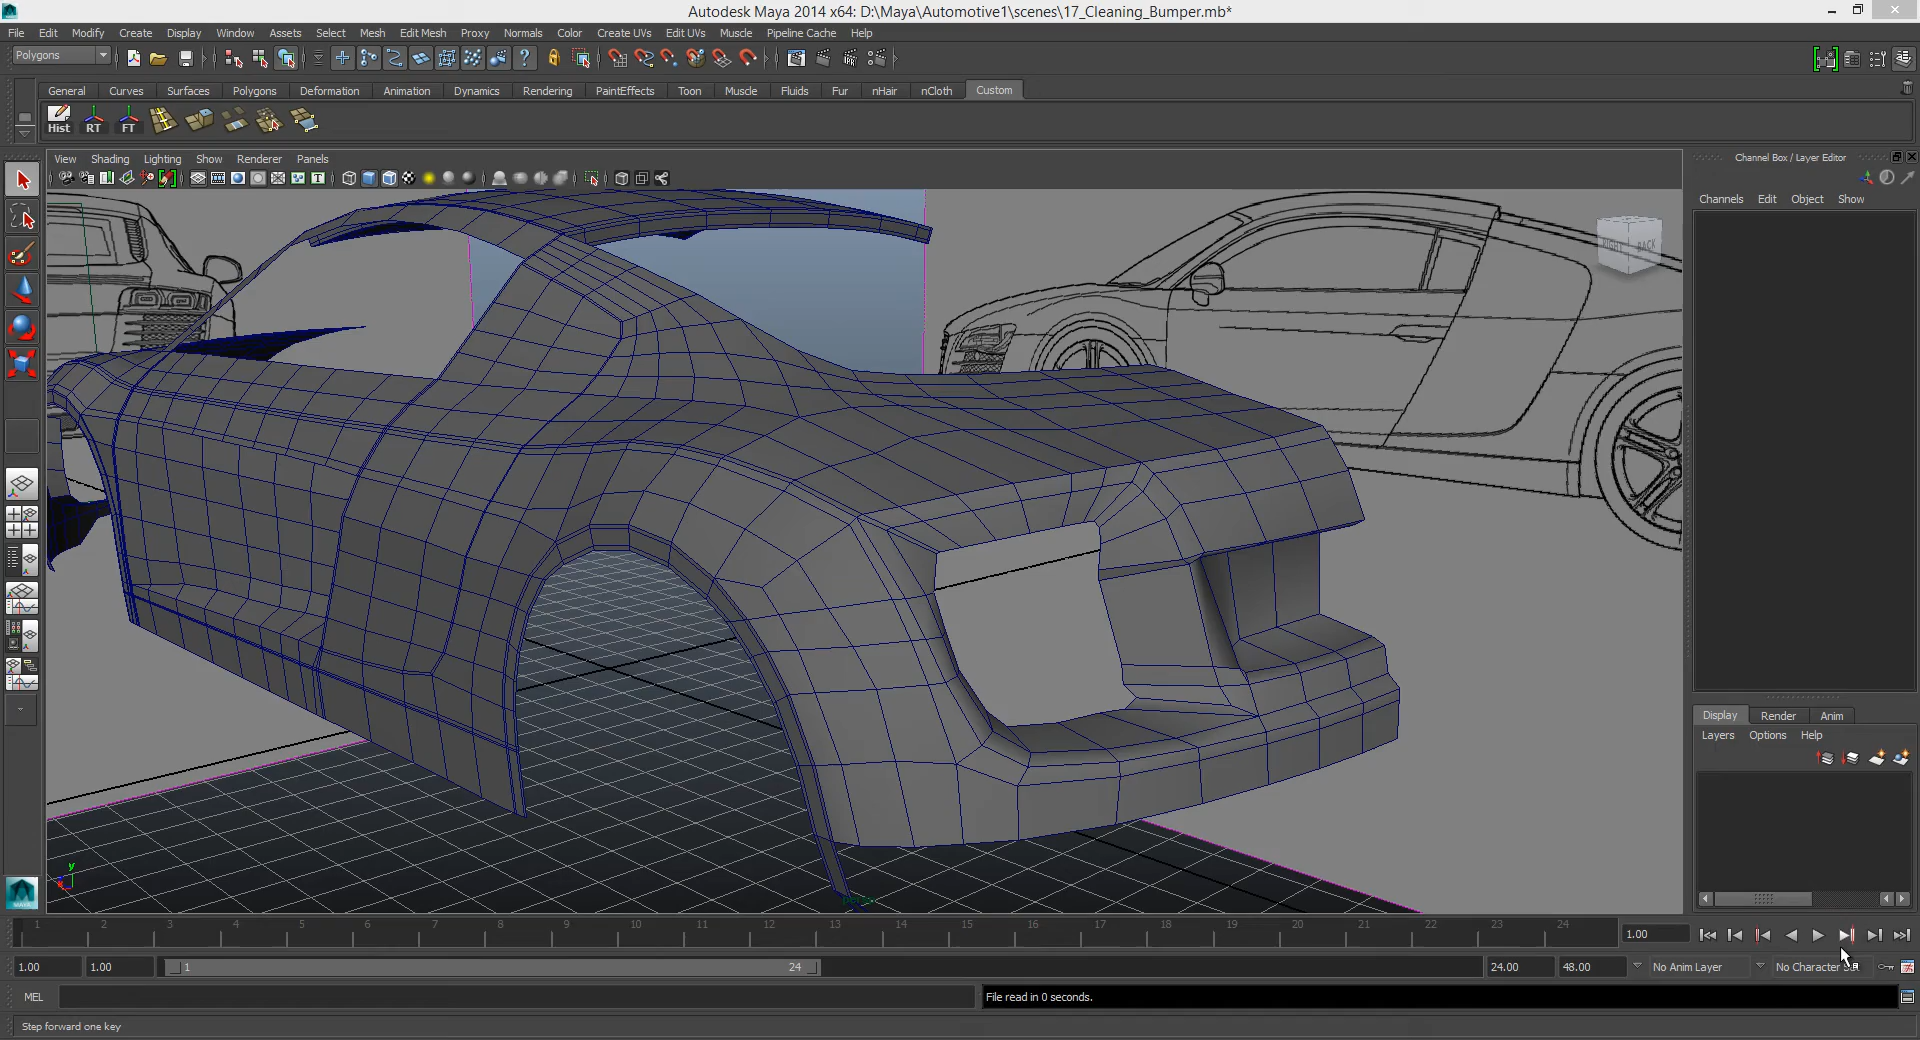 Autodesk Maya 2014 x64: D:\Maya\Automotive1\scenes\17_Cleaning_Bumper.mb*
File Edit Modify Create Display Window Assets Select Mesh Edit Mesh Proxy Normals Color Create UVs Edit UVs Muscle Pipeline Cache Help
Polygons
General Curves Surfaces Polygons Deformation Animation Dynamics Rendering PaintEffects Toon Muscle Fluids Fur nHair nCloth Custom
Hist RT FT
View Shading Lighting Show Renderer Panels
Channel Box / Layer Editor
Channels Edit Object Show
RIGHT BACK
Display Render Anim
Layers Options Help
y
x
persp
1 2 3 4 5 6 7 8 9 10 11 12 13 14 15 16 17 18 19 20 21 22 23 24
1.00
1.00 1.00 1 24 24.00 48.00 No Anim Layer No Character
MEL
File read in 0 seconds.
Step forward one key